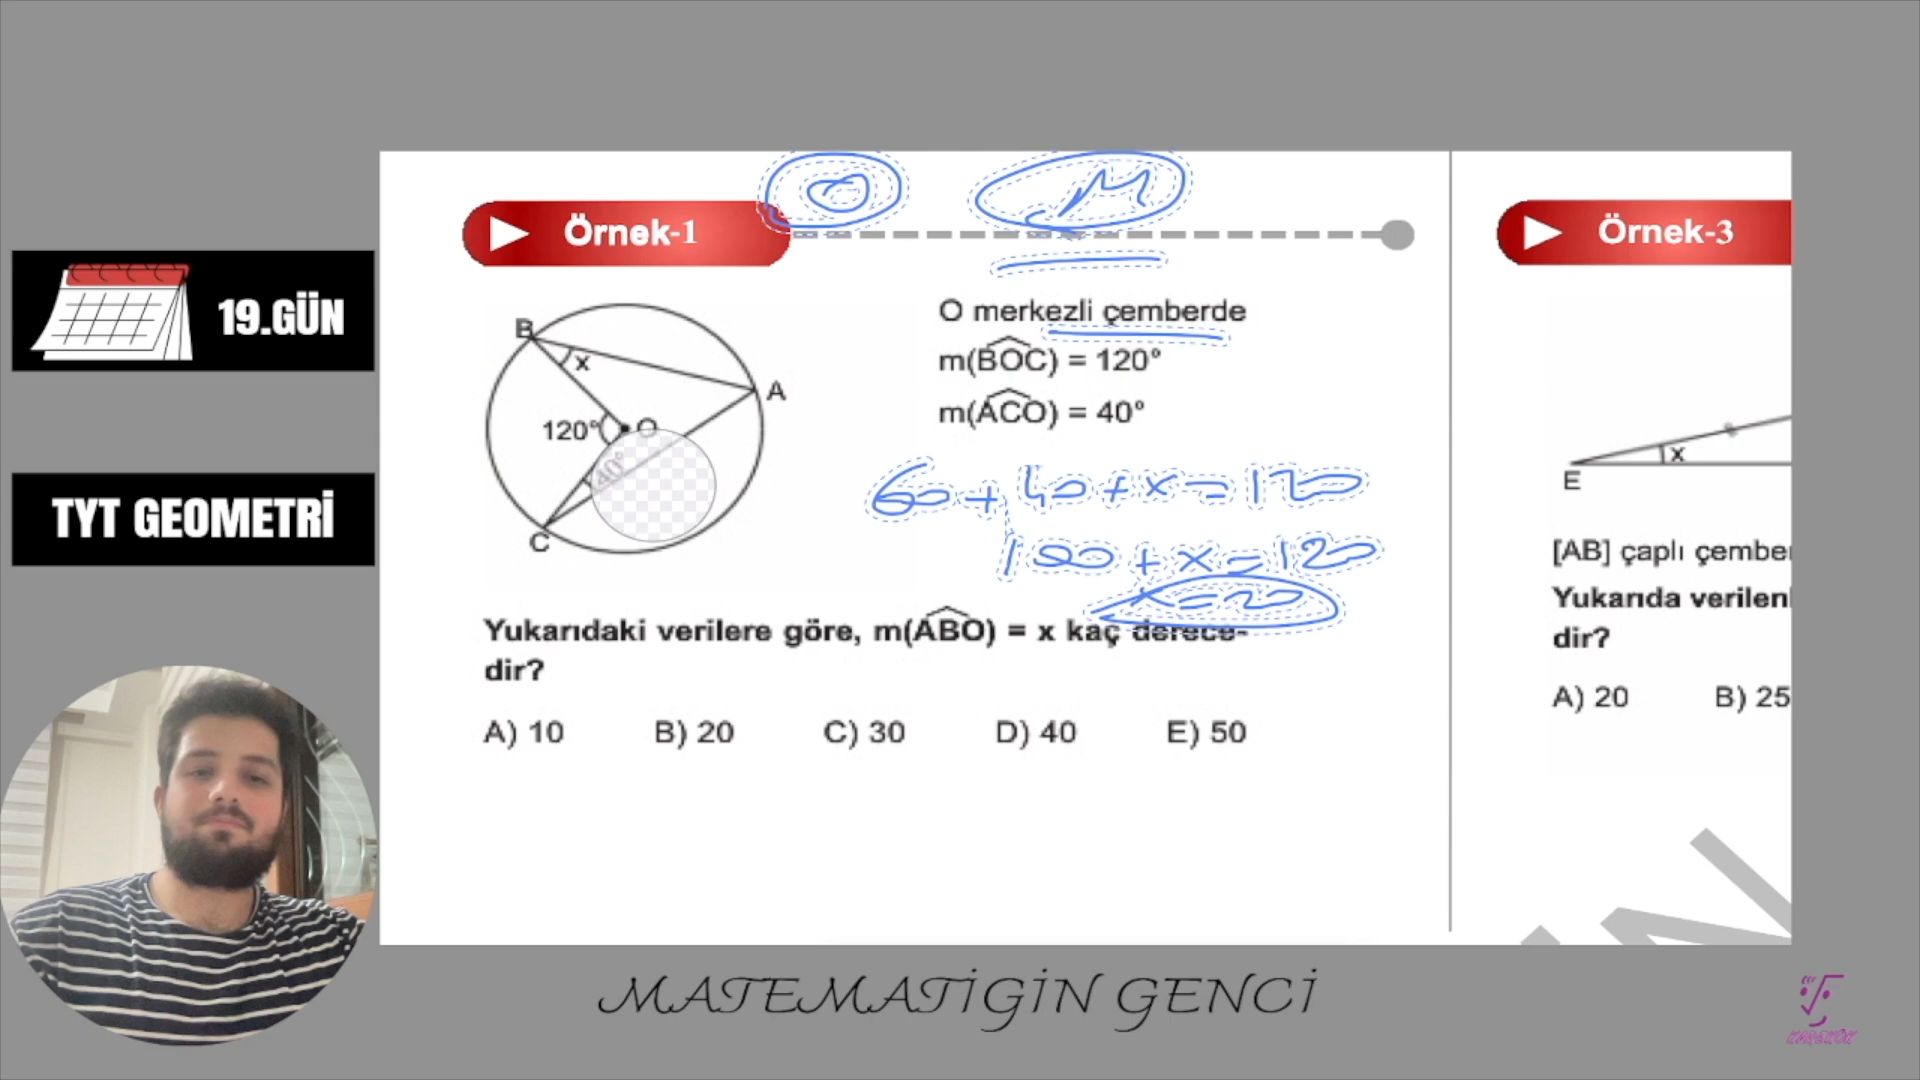 19.GÜN
TYT GEOMETRİ
Örnek-1
O
M
B
x
A
120°
O
40°
C
O merkezli çemberde
m(BOC) = 120°
m(ACO) = 40°
60 + 40 + x = 120
100 + x = 120
x = 20
Yukarıdaki verilere göre, m(ABO) = x kaç derece-
dir?
A) 10 B) 20 C) 30 D) 40 E) 50
Örnek-3
x
E
[AB] çaplı çembe
Yukarıda verilen
dir?
A) 20 B) 25
MATEMATİGİN GENCİ